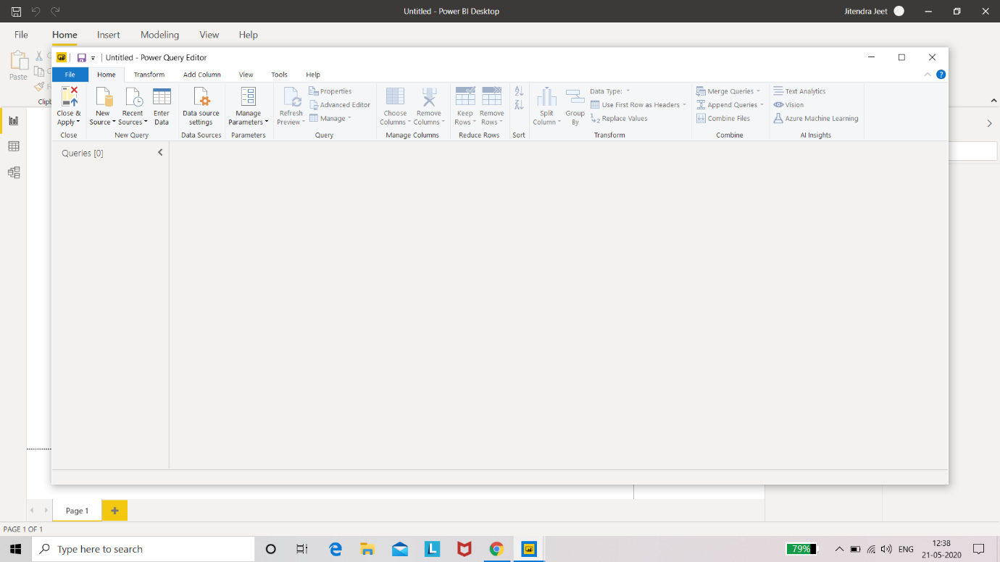 Untitled - Power BI Desktop
Jitendra Jeet
File Home Insert Modeling View Help
Untitled - Power Query Editor
Paste
File Home Transform Add Column View Tools Help
Close & Apply
New Source
Recent Sources
Enter Data
Data source settings
Manage Parameters
Refresh Preview
Properties
Advanced Editor
Manage
Choose Columns
Remove Columns
Keep Rows
Remove Rows
Split Column
Group By
Data Type:
Use First Row as Headers
Replace Values
Merge Queries
Append Queries
Combine Files
Text Analytics
Vision
Azure Machine Learning
Close
New Query
Data Sources
Parameters
Query
Manage Columns
Reduce Rows
Sort
Transform
Combine
AI Insights
Queries [0]
Page 1
PAGE 1 OF 1
Type here to search
79%
ENG
12:38
21-05-2020